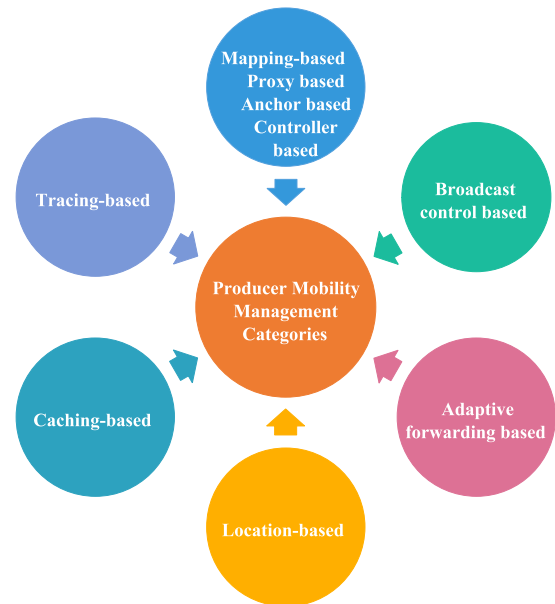 Mapping-based
Proxy based
Anchor based
Controller
based
Tracing-based
Broadcast
control based
Producer Mobility
Management
Categories
Caching-based
Adaptive
forwarding based
Location-based